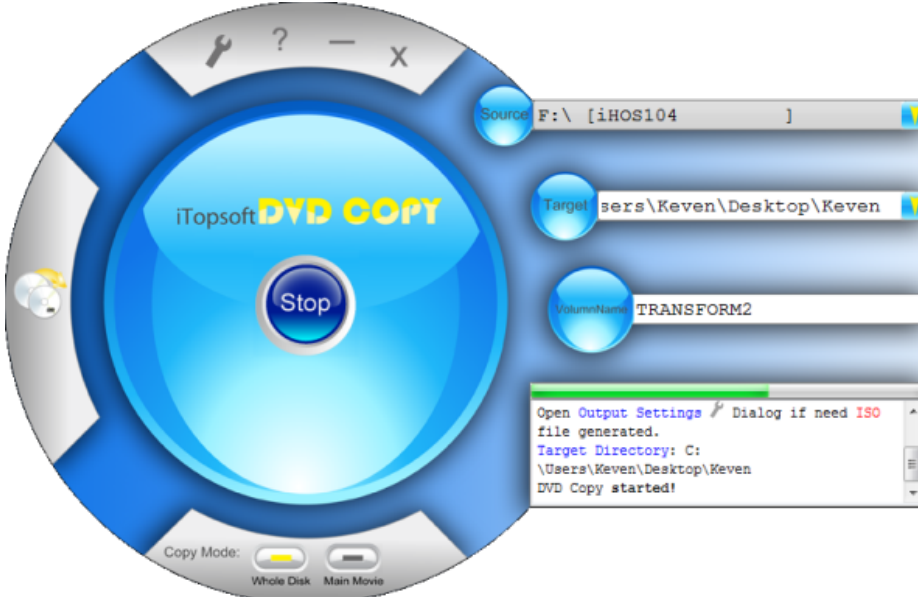 ?
X
Source
F:\ [iHOS104 ]
iTopsoft DVD COPY
Target
sers\Keven\Desktop\Keven
Stop
VolumnName
TRANSFORM2
Open Output Settings Dialog if need ISO
file generated.
Target Directory: C:
\Users\Keven\Desktop\Keven
DVD Copy started!
Copy Mode:
Whole Disk
Main Movie